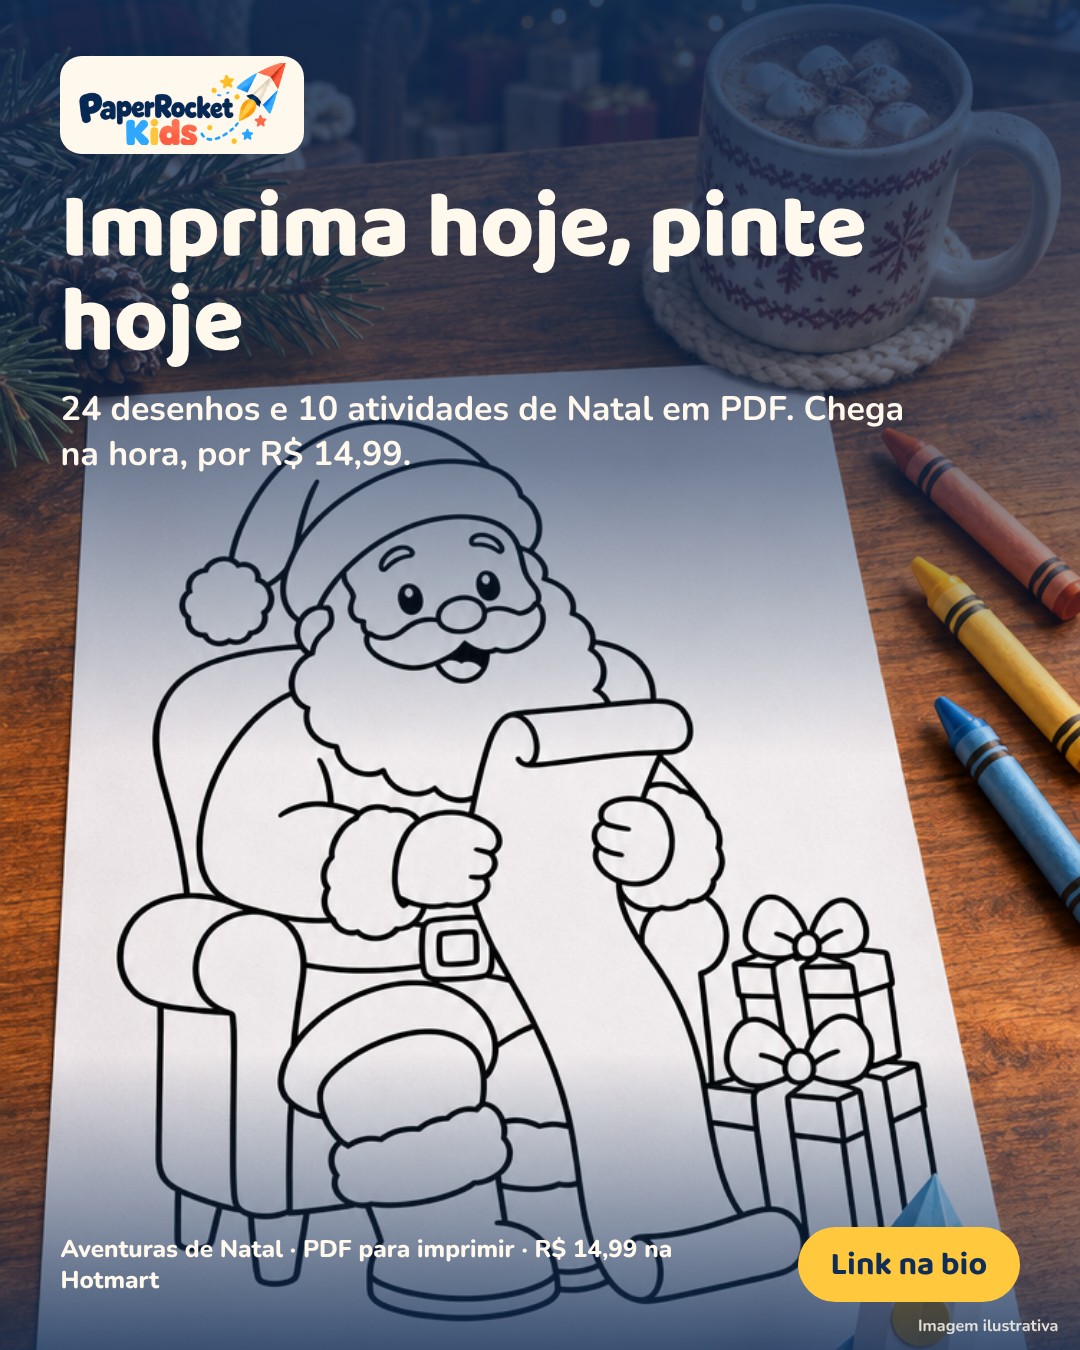 PaperRocket
Kids
Imprima hoje, pinte
hoje
24 desenhos e 10 atividades de Natal em PDF. Chega
na hora, por R$ 14,99.
Aventuras de Natal · PDF para imprimir · R$ 14,99 na
Hotmart
Link na bio
Imagem ilustrativa